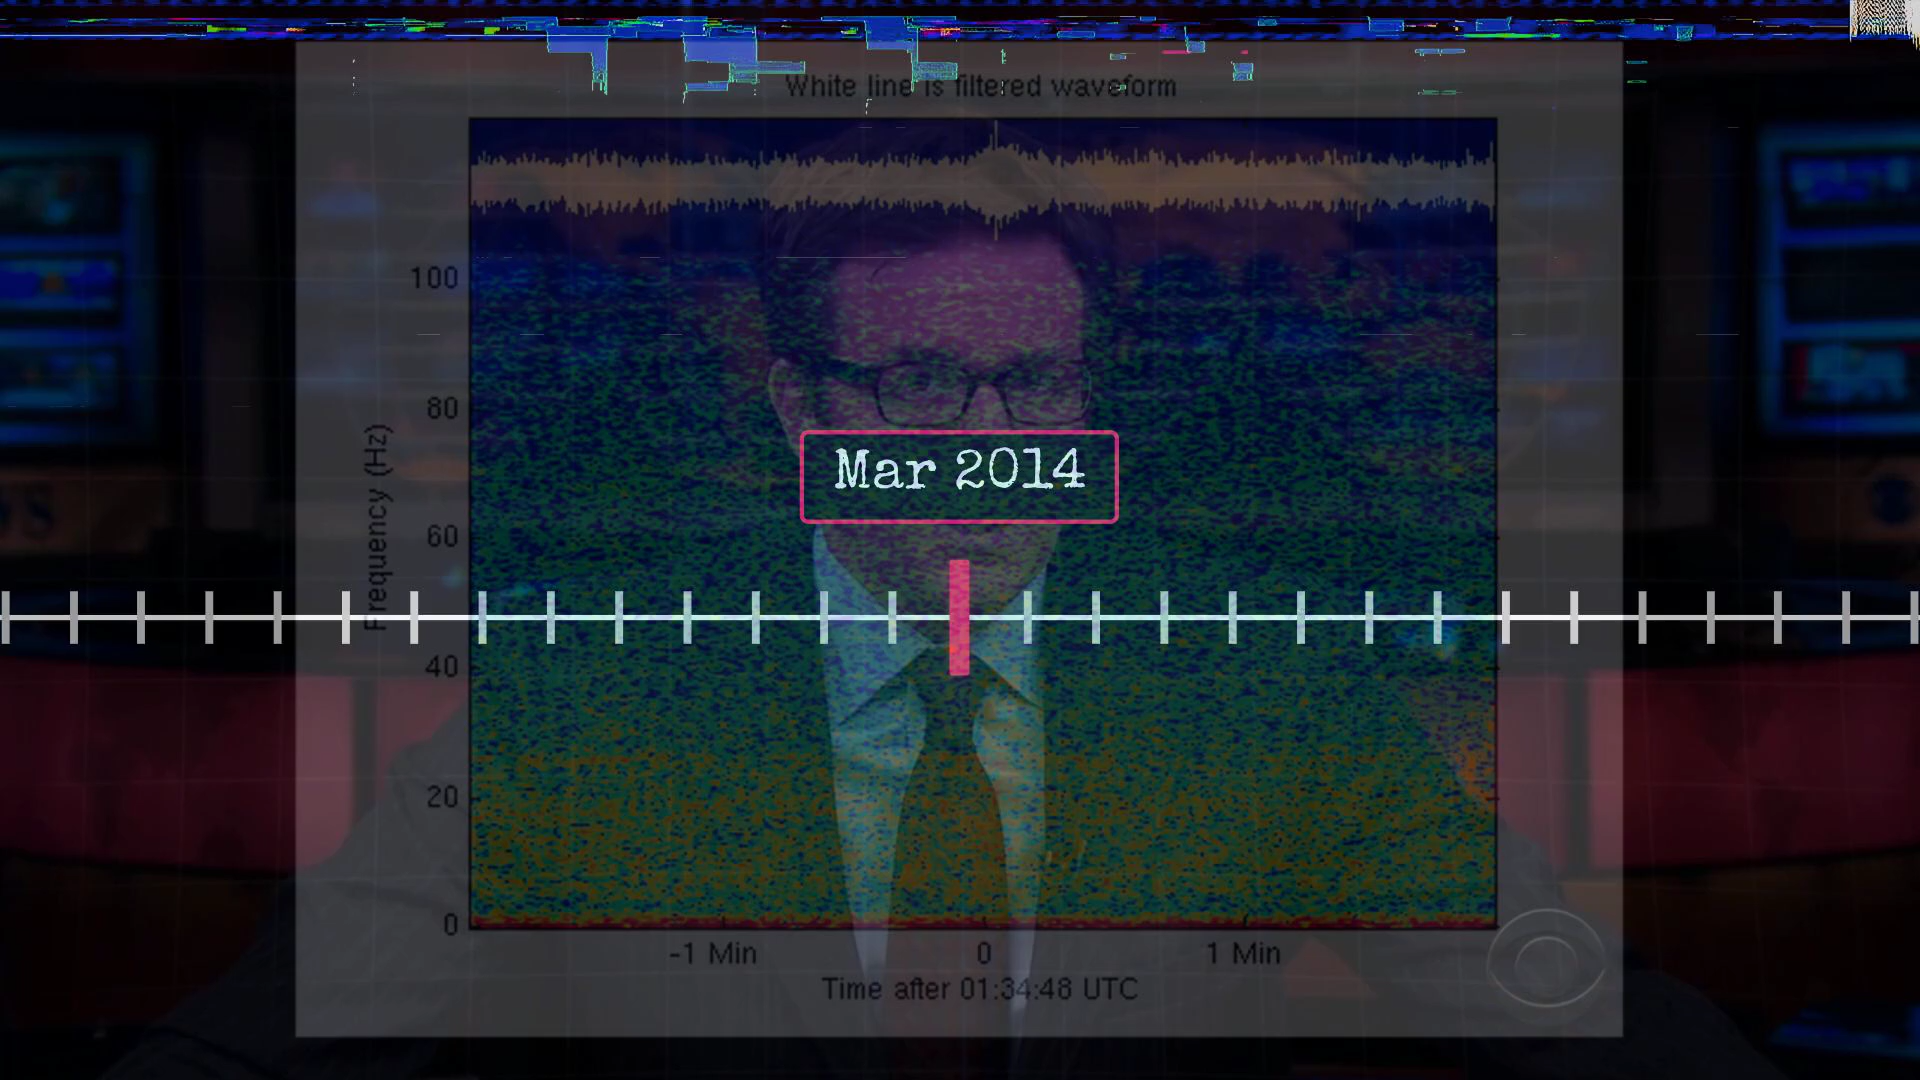 White line is filtered waveform
100
80
Mar 2014
60
Frequency (Hz)
40
20
0
-1 Min 0 1 Min
Time after 01:34:48 UTC